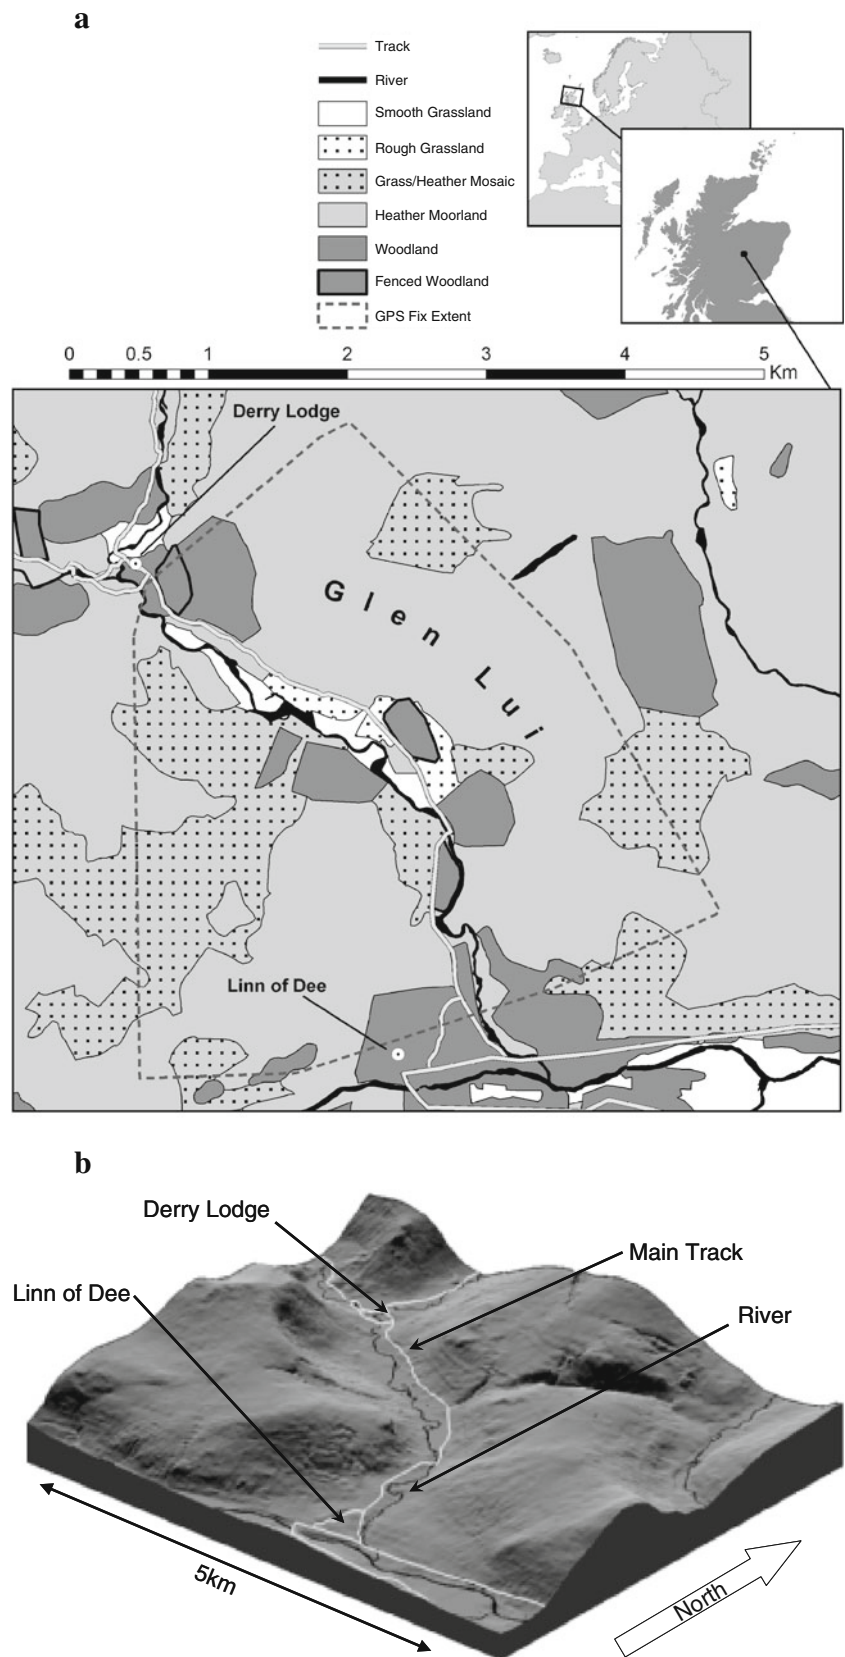 a
Track
River
Smooth Grassland
Rough Grassland
Grass/Heather Mosaic
Heather Moorland
Woodland
Fenced Woodland
GPS Fix Extent
0 0.5 1 2 3 4 5
Km
Derry Lodge
Glen Lui
Linn of Dee
b
Derry Lodge
Main Track
Linn of Dee
River
5km
North